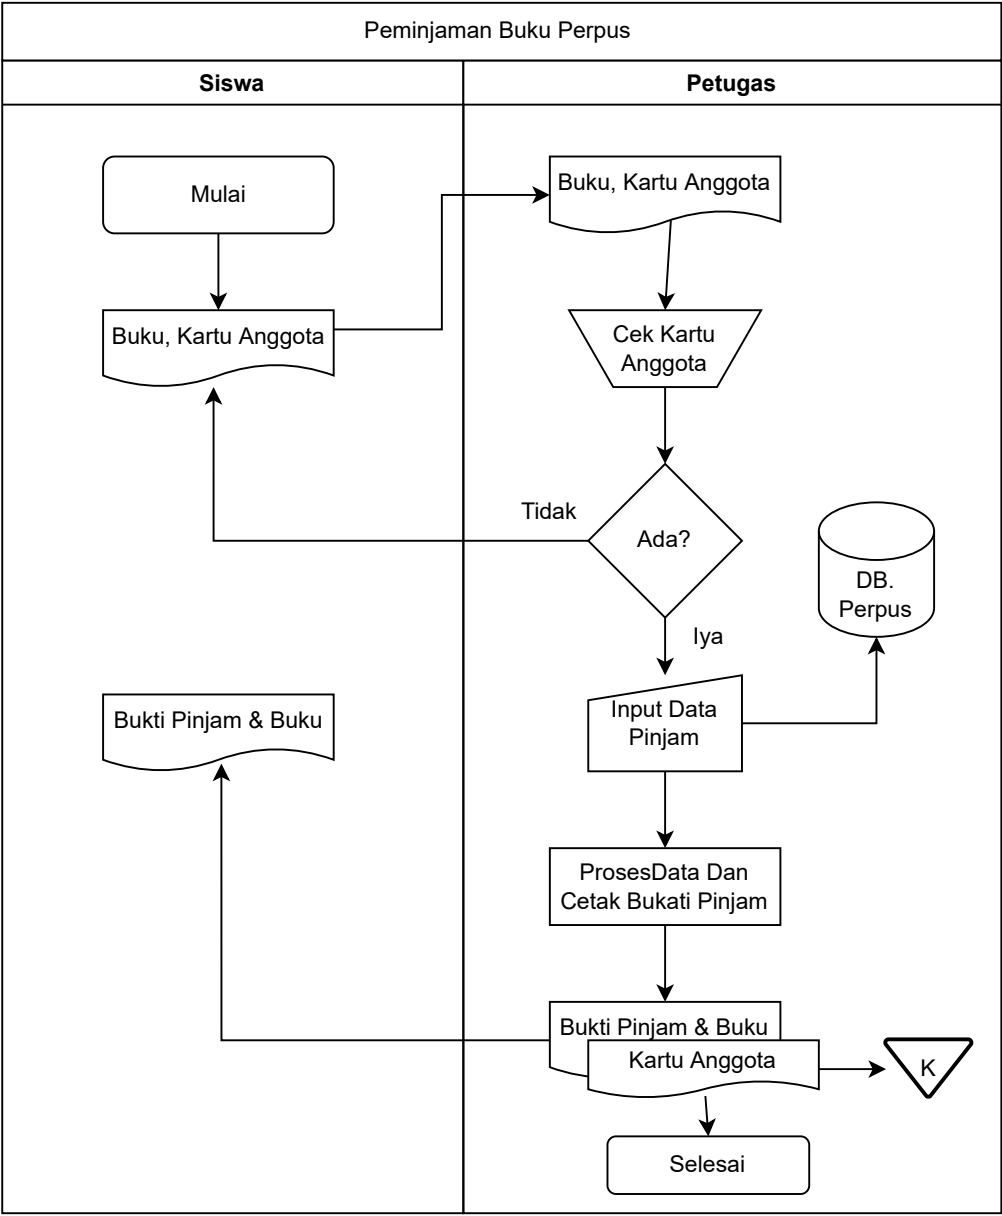 Peminjaman Buku Perpus
Siswa
Petugas
Mulai
Buku, Kartu Anggota
Buku, Kartu Anggota
Cek Kartu
Anggota
Tidak
Ada?
DB.
Perpus
Iya
Input Data
Pinjam
Bukti Pinjam & Buku
ProsesData Dan
Cetak Bukati Pinjam
Bukti Pinjam & Buku
Kartu Anggota
K
Selesai